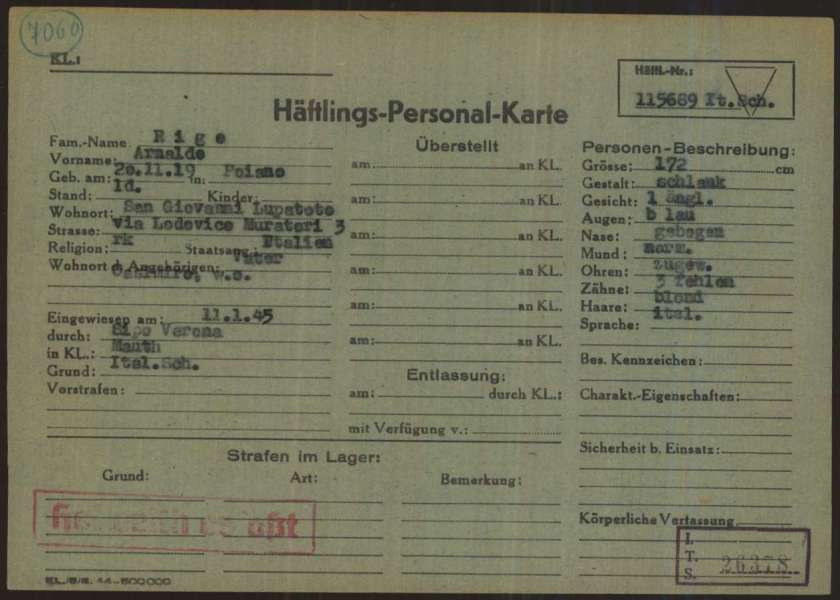 7060
KL.:
Häftl.-Nr.:
115689 It.Sch.
Häftlings-Personal-Karte
Fam.-Name Rigo
Vorname: Arnaldo
Geb. am: 20.11.19 in: Poiano
Stand: ld. Kinder:
Wohnort: San Giovanni Lupatoto
Strasse: Via Lodovico Muratori 3
Religion: rk Staatsang. Italien
Wohnort d. Angehörigen: Vater
w.o.
Eingewiesen am: 11.1.45
durch: Sipo Verona
in KL.: Mauth
Grund: Ital.Sch.
Vorstrafen:
Überstellt
am: an KL.
am: an KL.
am: an KL.
am: an KL.
am: an KL.
am: an KL.
Entlassung:
am: durch KL.:
mit Verfügung v.:
Personen-Beschreibung:
Grösse: 172 cm
Gestalt: schlank
Gesicht: längl.
Augen: blau
Nase: gebogen
Mund: norm.
Ohren: zugew.
Zähne: 3 fehlen
Haare: blond
Sprache: ital.
Bes. Kennzeichen:
Charakt.-Eigenschaften:
Sicherheit b. Einsatz:
Körperliche Verfassung
Strafen im Lager:
Grund: Art: Bemerkung:
Hollerith erfaßt
I.
T.
S. 26378
KL/5/6. 44-500000